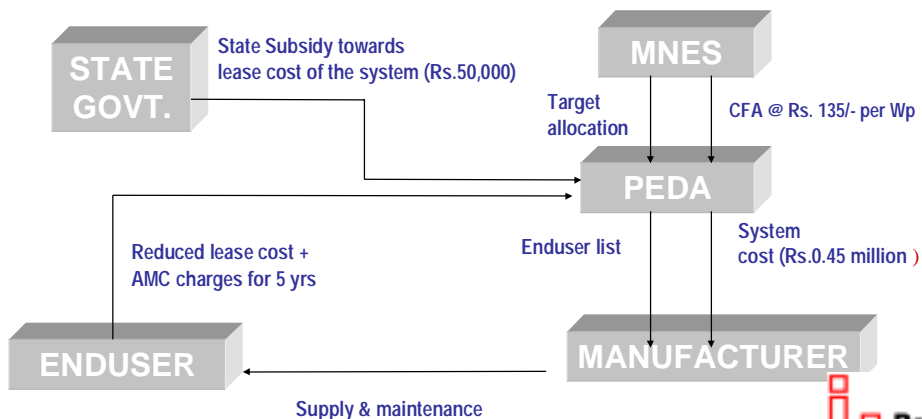 State Subsidy towards
lease cost of the system (Rs.50,000)
STATE
GOVT.
MNES
Target
allocation
CFA @ Rs. 135/- per Wp
PEDA
Reduced lease cost +
AMC charges for 5 yrs
Enduser list
System
cost (Rs.0.45 million )
ENDUSER
MANUFACTURER
Supply & maintenance